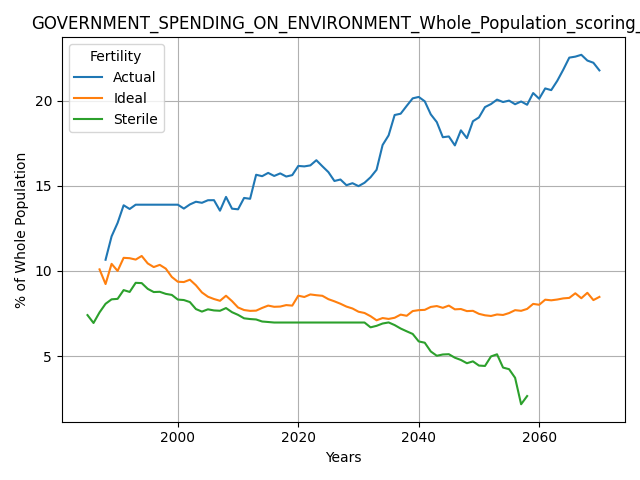 GOVERNMENT_SPENDING_ON_ENVIRONMENT_Whole_Population_scoring_
Fertility
Actual
Ideal
Sterile
% of Whole Population
20
15
10
5
2000 2020 2040 2060
Years